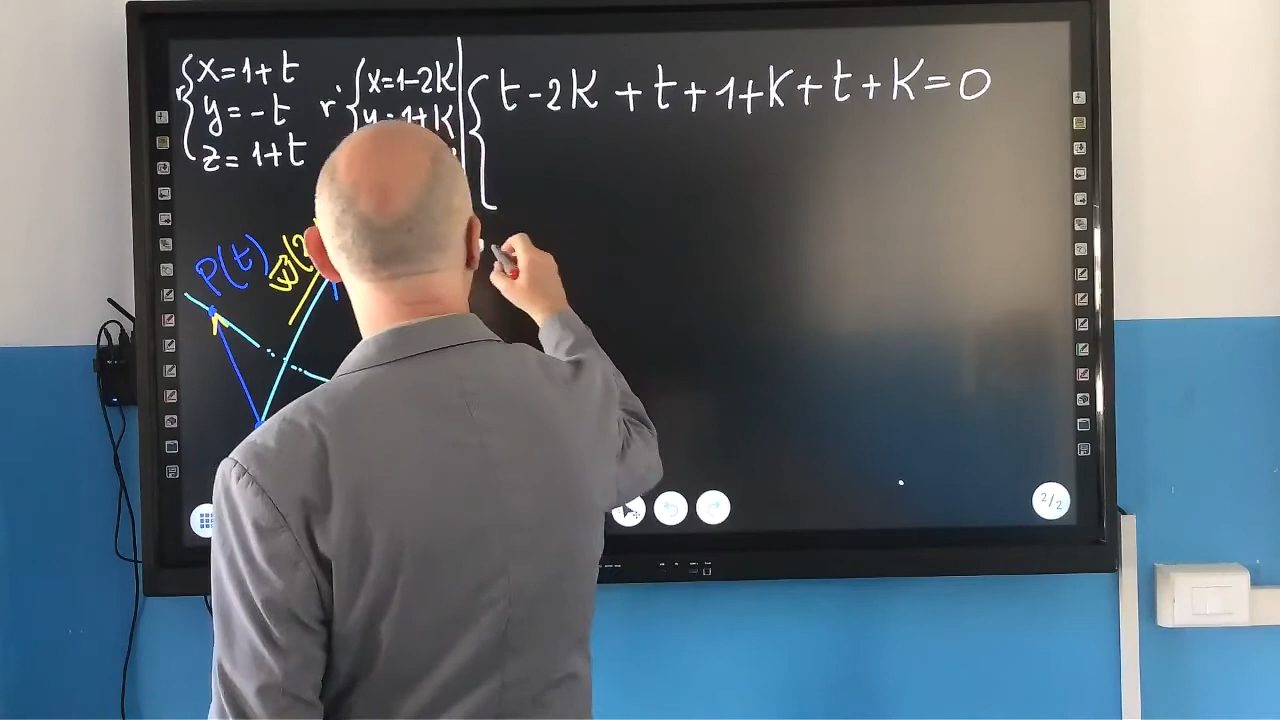 r { x=1+t
y=-t
z=1+t
r' { x=1-2K
y=1+K
{ t-2K+t+1+K+t+K=0
P(t)
2/2